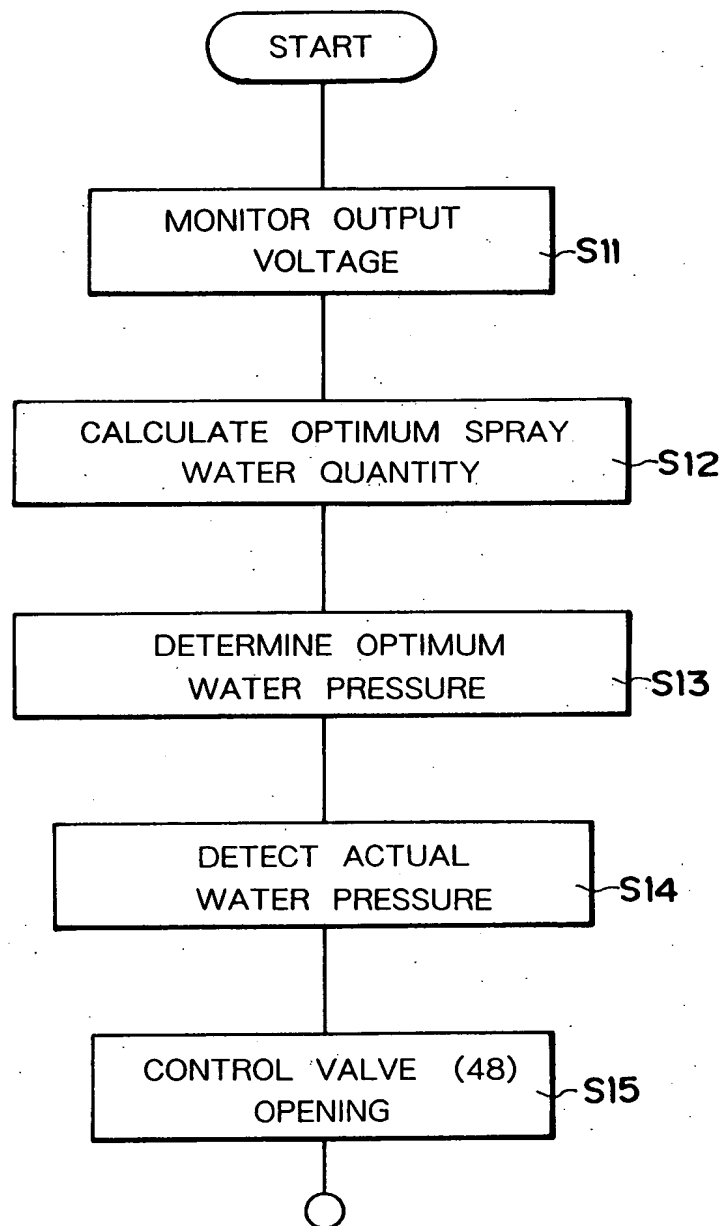 START
MONITOR OUTPUT
VOLTAGE
S11
CALCULATE OPTIMUM SPRAY
WATER QUANTITY
S12
DETERMINE OPTIMUM
WATER PRESSURE
S13
DETECT ACTUAL
WATER PRESSURE
S14
CONTROL VALVE (48)
OPENING
S15